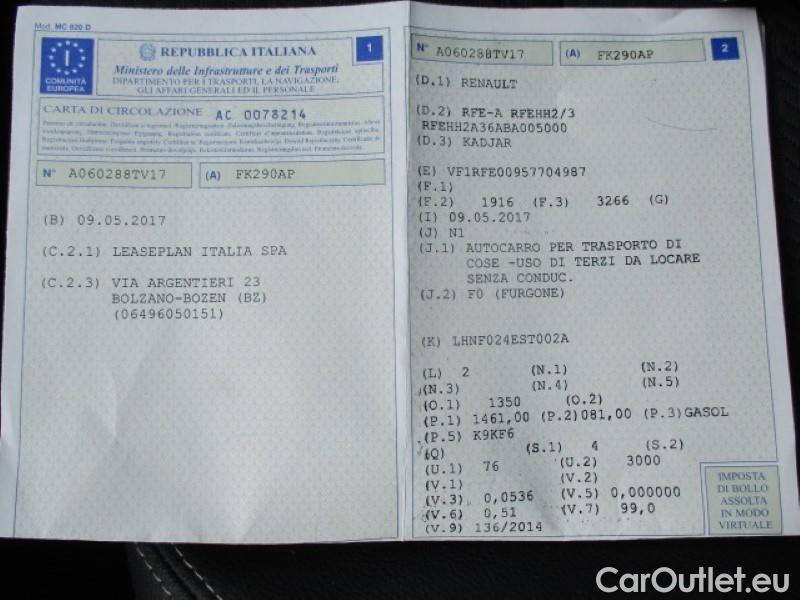 Mod. MC 820 D
COMUNITÀ
EUROPEA
REPUBBLICA ITALIANA
1
Ministero delle Infrastrutture e dei Trasporti
DIPARTIMENTO PER I TRASPORTI, LA NAVIGAZIONE,
GLI AFFARI GENERALI ED IL PERSONALE
CARTA DI CIRCOLAZIONE AC 0078214
N° A060288TV17 (A) FK290AP
(B) 09.05.2017
(C.2.1) LEASEPLAN ITALIA SPA
(C.2.3) VIA ARGENTIERI 23
BOLZANO-BOZEN (BZ)
(06496050151)
N° A060288TV17 (A) FK290AP
2
(D.1) RENAULT
(D.2) RFE-A RFEHH2/3
RFEHH2A36ABA005000
(D.3) KADJAR
(E) VF1RFE00957704987
(F.1)
(F.2) 1916 (F.3) 3266 (G)
(I) 09.05.2017
(J) N1
(J.1) AUTOCARRO PER TRASPORTO DI
COSE -USO DI TERZI DA LOCARE
SENZA CONDUC.
(J.2) F0 (FURGONE)
(K) LHNF024EST002A
(L) 2 (N.1) (N.2)
(N.3) (N.4) (N.5)
(O.1) 1350 (O.2)
(P.1) 1461,00 (P.2)081,00 (P.3)GASOL
(P.5) K9KF6
(Q) (S.1) 4 (S.2)
(U.1) 76 (U.2) 3000
(V.1) (V.2)
(V.3) 0,0536 (V.5) 0,000000
(V.6) 0,51 (V.7) 99,0
(V.9) 136/2014
IMPOSTA
DI BOLLO
ASSOLTA
IN MODO
VIRTUALE
CarOutlet.eu